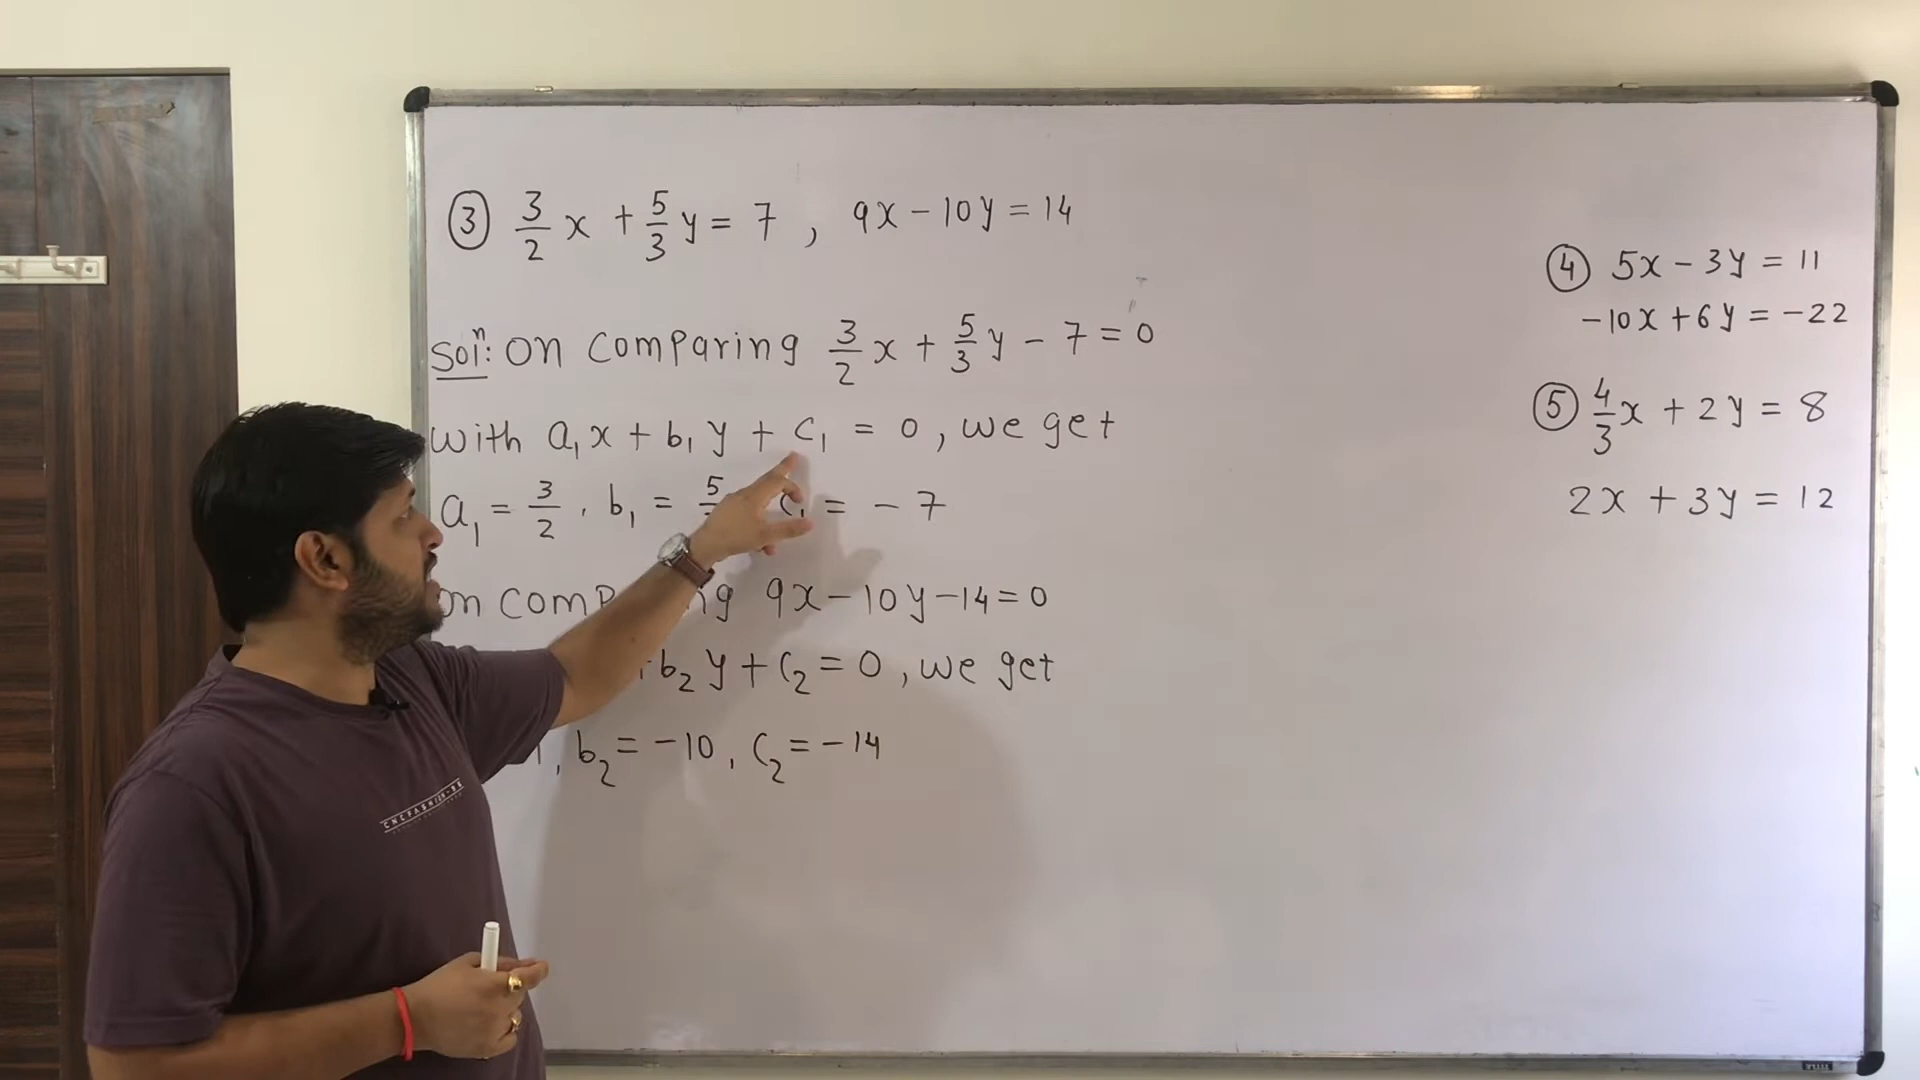 ③ 3/2 x + 5/3 y = 7 , 9x - 10y = 14
Solⁿ: On comparing 3/2 x + 5/3 y - 7 = 0
with a₁x + b₁y + c₁ = 0, we get
a₁ = 3/2 , b₁ = 5 c₁ = - 7
on comp ng 9x - 10y - 14 = 0
+b₂y + c₂ = 0, we get
, b₂ = -10, c₂ = -14
④ 5x - 3y = 11
-10x + 6y = -22
⑤ 4/3 x + 2y = 8
2x + 3y = 12